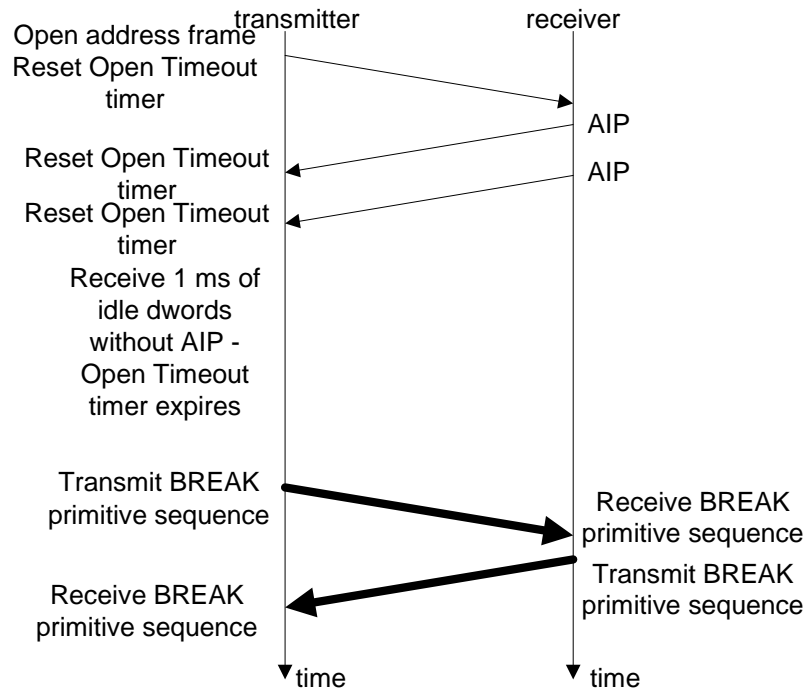 transmitter
receiver
Open address frame
Reset Open Timeout
timer
AIP
Reset Open Timeout
timer
AIP
Reset Open Timeout
timer
Receive 1 ms of
idle dwords
without AIP -
Open Timeout
timer expires
Transmit BREAK
primitive sequence
Receive BREAK
primitive sequence
Transmit BREAK
primitive sequence
Receive BREAK
primitive sequence
time
time